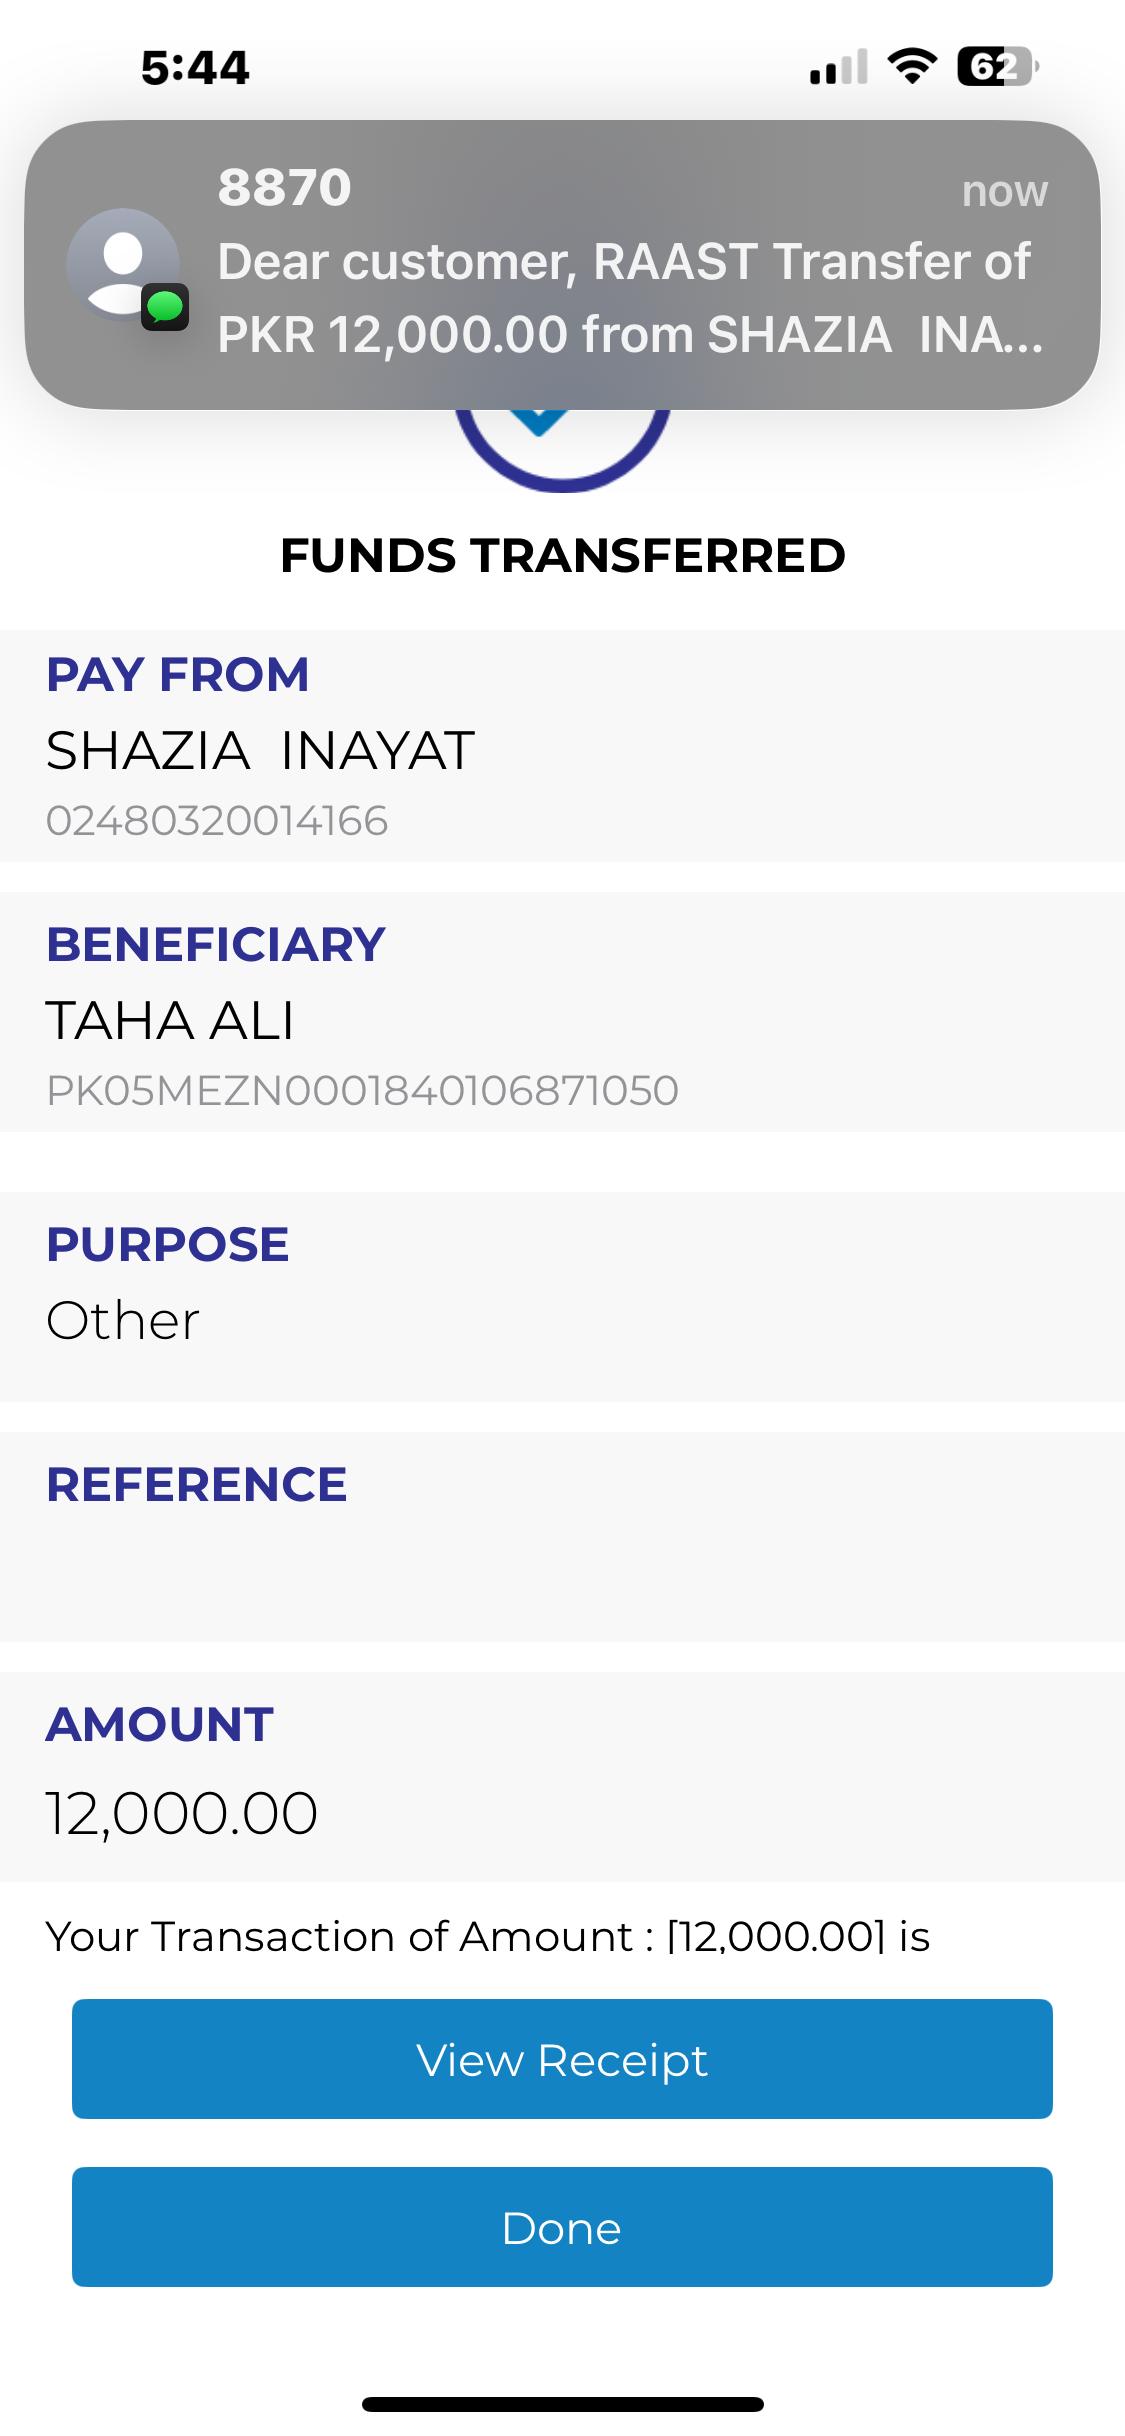 5:44
62
8870
now
Dear customer, RAAST Transfer of
PKR 12,000.00 from SHAZIA  INA...
FUNDS TRANSFERRED
PAY FROM
SHAZIA  INAYAT
02480320014166
BENEFICIARY
TAHA ALI
PK05MEZN0001840106871050
PURPOSE
Other
REFERENCE
AMOUNT
12,000.00
Your Transaction of Amount : [12,000.00] is
View Receipt
Done